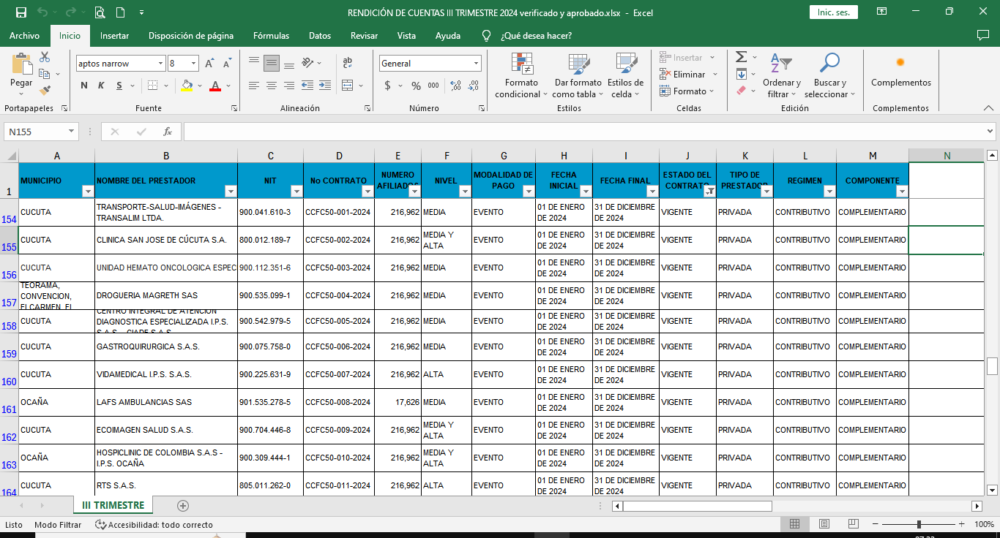 RENDICIÓN DE CUENTAS III TRIMESTRE 2024 verificado y aprobado.xlsx - Excel
Inic. ses.
Archivo Inicio Insertar Disposición de página Fórmulas Datos Revisar Vista Ayuda ¿Qué desea hacer?
Pegar
aptos narrow 8
N K S
ab
c
General
$ % 000
Formato condicional
Dar formato como tabla
Estilos de celda
Insertar
Eliminar
Formato
Ordenar y filtrar
Buscar y seleccionar
Complementos
Portapapeles Fuente Alineación Número Estilos Celdas Edición Complementos
N155 fx
A B C D E F G H I J K L M N
1 MUNICIPIO NOMBRE DEL PRESTADOR NIT No CONTRATO NUMERO AFILIADOS NIVEL MODALIDAD DE PAGO FECHA INICIAL FECHA FINAL ESTADO DEL CONTRATO TIPO DE PRESTADOR REGIMEN COMPONENTE
154 CUCUTA TRANSPORTE-SALUD-IMÁGENES - TRANSALIM LTDA. 900.041.610-3 CCFC50-001-2024 216,962 MEDIA EVENTO 01 DE ENERO DE 2024 31 DE DICIEMBRE DE 2024 VIGENTE PRIVADA CONTRIBUTIVO COMPLEMENTARIO
155 CUCUTA CLINICA SAN JOSE DE CÚCUTA S.A. 800.012.189-7 CCFC50-002-2024 216,962 MEDIA Y ALTA EVENTO 01 DE ENERO DE 2024 31 DE DICIEMBRE DE 2024 VIGENTE PRIVADA CONTRIBUTIVO COMPLEMENTARIO
156 CUCUTA UNIDAD HEMATO ONCOLOGICA ESPEC 900.112.351-6 CCFC50-003-2024 216,962 MEDIA EVENTO 01 DE ENERO DE 2024 31 DE DICIEMBRE DE 2024 VIGENTE PRIVADA CONTRIBUTIVO COMPLEMENTARIO
157 TEORAMA, CONVENCION, EL CARMEN, EL DROGUERIA MAGRETH SAS 900.535.099-1 CCFC50-004-2024 216,962 MEDIA EVENTO 01 DE ENERO DE 2024 31 DE DICIEMBRE DE 2024 VIGENTE PRIVADA CONTRIBUTIVO COMPLEMENTARIO
158 CUCUTA CENTRO INTEGRAL DE ATENCION DIAGNOSTICA ESPECIALIZADA I.P.S. 900.542.979-5 CCFC50-005-2024 216,962 MEDIA EVENTO 01 DE ENERO DE 2024 31 DE DICIEMBRE DE 2024 VIGENTE PRIVADA CONTRIBUTIVO COMPLEMENTARIO
159 CUCUTA GASTROQUIRURGICA S.A.S. 900.075.758-0 CCFC50-006-2024 216,962 MEDIA EVENTO 01 DE ENERO DE 2024 31 DE DICIEMBRE DE 2024 VIGENTE PRIVADA CONTRIBUTIVO COMPLEMENTARIO
160 CUCUTA VIDAMEDICAL I.P.S. S.A.S. 900.225.631-9 CCFC50-007-2024 216,962 ALTA EVENTO 01 DE ENERO DE 2024 31 DE DICIEMBRE DE 2024 VIGENTE PRIVADA CONTRIBUTIVO COMPLEMENTARIO
161 OCAÑA LAFS AMBULANCIAS SAS 901.535.278-5 CCFC50-008-2024 17,626 MEDIA EVENTO 01 DE ENERO DE 2024 31 DE DICIEMBRE DE 2024 VIGENTE PRIVADA CONTRIBUTIVO COMPLEMENTARIO
162 CUCUTA ECOIMAGEN SALUD S.A.S. 900.704.446-8 CCFC50-009-2024 216,962 MEDIA Y ALTA EVENTO 01 DE ENERO DE 2024 31 DE DICIEMBRE DE 2024 VIGENTE PRIVADA CONTRIBUTIVO COMPLEMENTARIO
163 OCAÑA HOSPICLINIC DE COLOMBIA S.A.S - I.P.S. OCAÑA 900.309.444-1 CCFC50-010-2024 216,962 MEDIA Y ALTA EVENTO 01 DE ENERO DE 2024 31 DE DICIEMBRE DE 2024 VIGENTE PRIVADA CONTRIBUTIVO COMPLEMENTARIO
164 CUCUTA RTS S.A.S. 805.011.262-0 CCFC50-011-2024 216,962 ALTA EVENTO 01 DE ENERO DE 2024 31 DE DICIEMBRE DE 2024 VIGENTE PRIVADA CONTRIBUTIVO COMPLEMENTARIO
III TRIMESTRE
Listo Modo Filtrar Accesibilidad: todo correcto 100%